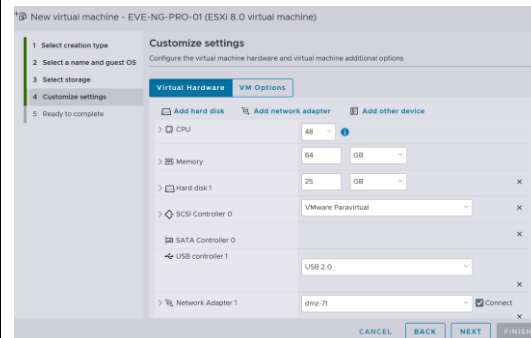 New virtual machine - EVE-NG-PRO-01 (ESXi 8.0 virtual machine)
1 Select creation type
2 Select a name and guest OS
3 Select storage
4 Customize settings
5 Ready to complete
Customize settings
Configure the virtual machine hardware and virtual machine additional options
Virtual Hardware VM Options
Add hard disk Add network adapter Add other device
CPU 48
Memory 64 GB
Hard disk 1 25 GB
SCSI Controller 0 VMware Paravirtual
SATA Controller 0
USB controller 1
USB 2.0
Network Adapter 1 dmz-71 Connect
CANCEL BACK NEXT FINISH